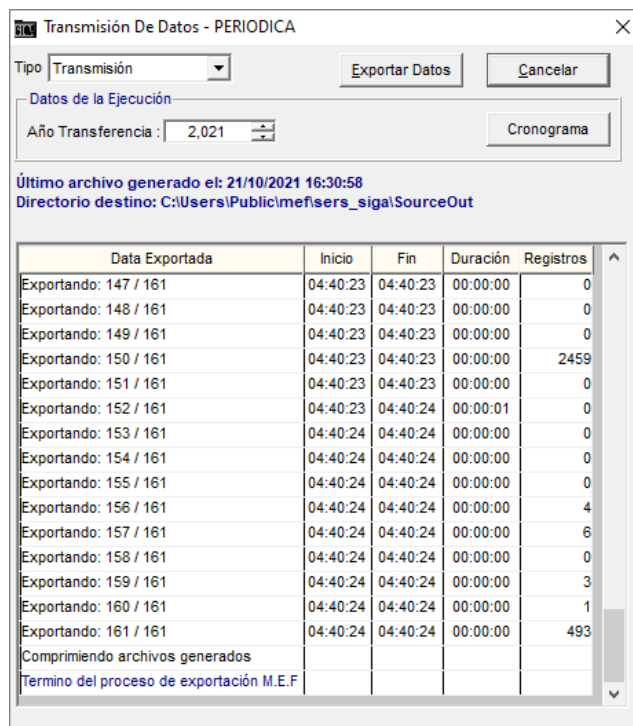 Transmisión De Datos - PERIODICA
Tipo Transmisión Exportar Datos Cancelar
Datos de la Ejecución
Año Transferencia : 2,021 Cronograma
Último archivo generado el: 21/10/2021 16:30:58
Directorio destino: C:\Users\Public\mef\sers_siga\SourceOut
Data Exportada Inicio Fin Duración Registros
Exportando: 147 / 161 04:40:23 04:40:23 00:00:00 0
Exportando: 148 / 161 04:40:23 04:40:23 00:00:00 0
Exportando: 149 / 161 04:40:23 04:40:23 00:00:00 0
Exportando: 150 / 161 04:40:23 04:40:23 00:00:00 2459
Exportando: 151 / 161 04:40:23 04:40:23 00:00:00 0
Exportando: 152 / 161 04:40:23 04:40:24 00:00:01 0
Exportando: 153 / 161 04:40:24 04:40:24 00:00:00 0
Exportando: 154 / 161 04:40:24 04:40:24 00:00:00 0
Exportando: 155 / 161 04:40:24 04:40:24 00:00:00 0
Exportando: 156 / 161 04:40:24 04:40:24 00:00:00 4
Exportando: 157 / 161 04:40:24 04:40:24 00:00:00 6
Exportando: 158 / 161 04:40:24 04:40:24 00:00:00 0
Exportando: 159 / 161 04:40:24 04:40:24 00:00:00 3
Exportando: 160 / 161 04:40:24 04:40:24 00:00:00 1
Exportando: 161 / 161 04:40:24 04:40:24 00:00:00 493
Comprimiendo archivos generados
Termino del proceso de exportación M.E.F